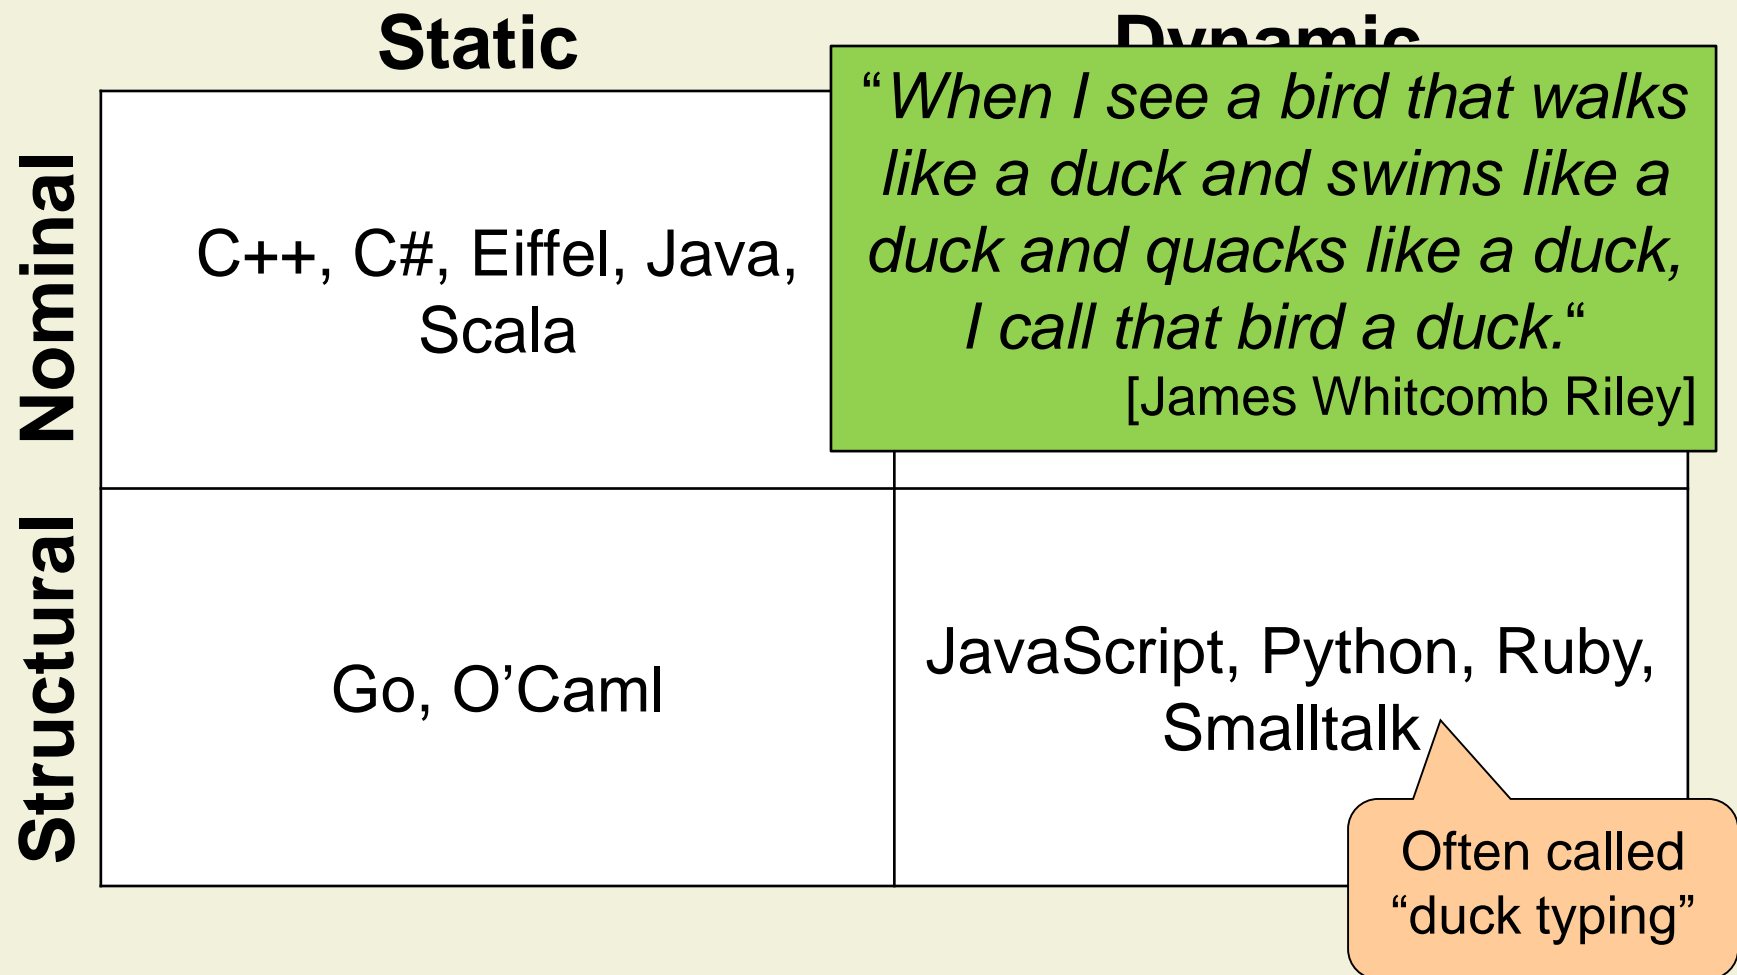 Static
Dynamic
Nominal
C++, C#, Eiffel, Java,
Scala
“When I see a bird that walks
like a duck and swims like a
duck and quacks like a duck,
I call that bird a duck.“
[James Whitcomb Riley]
Structural
Go, O’Caml
JavaScript, Python, Ruby,
Smalltalk
Often called
“duck typing”